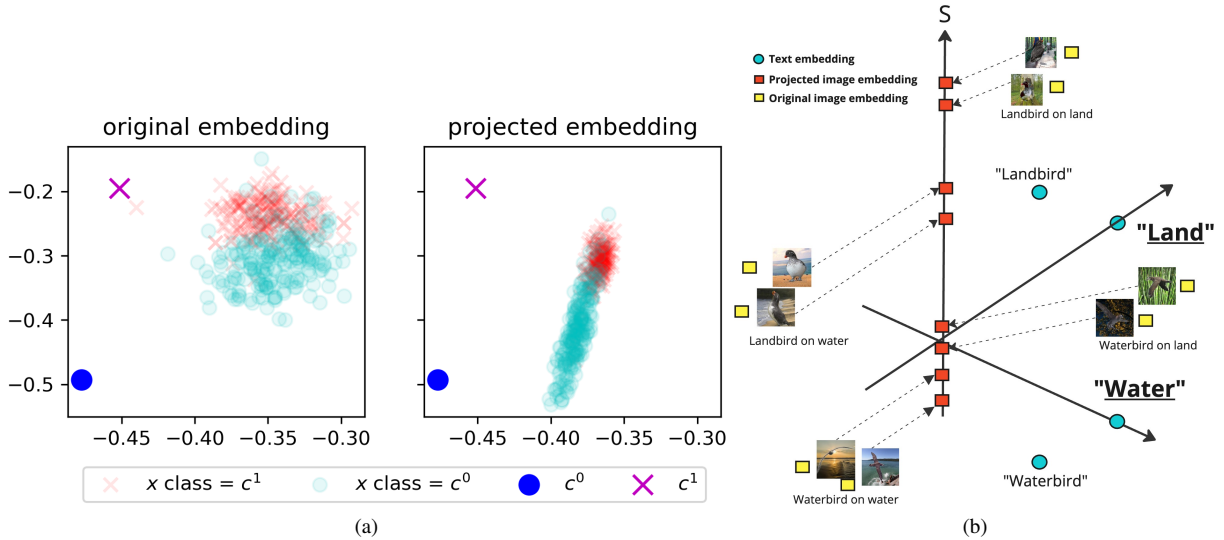 original embedding
projected embedding
−0.2
−0.3
−0.4
−0.5
−0.45 −0.40 −0.35 −0.30
−0.45 −0.40 −0.35 −0.30
x class = c¹
x class = c⁰
c⁰
c¹
(a)
S
Text embedding
Projected image embedding
Original image embedding
Landbird on land
"Landbird"
"Land"
Landbird on water
Waterbird on land
"Water"
Waterbird on water
"Waterbird"
(b)